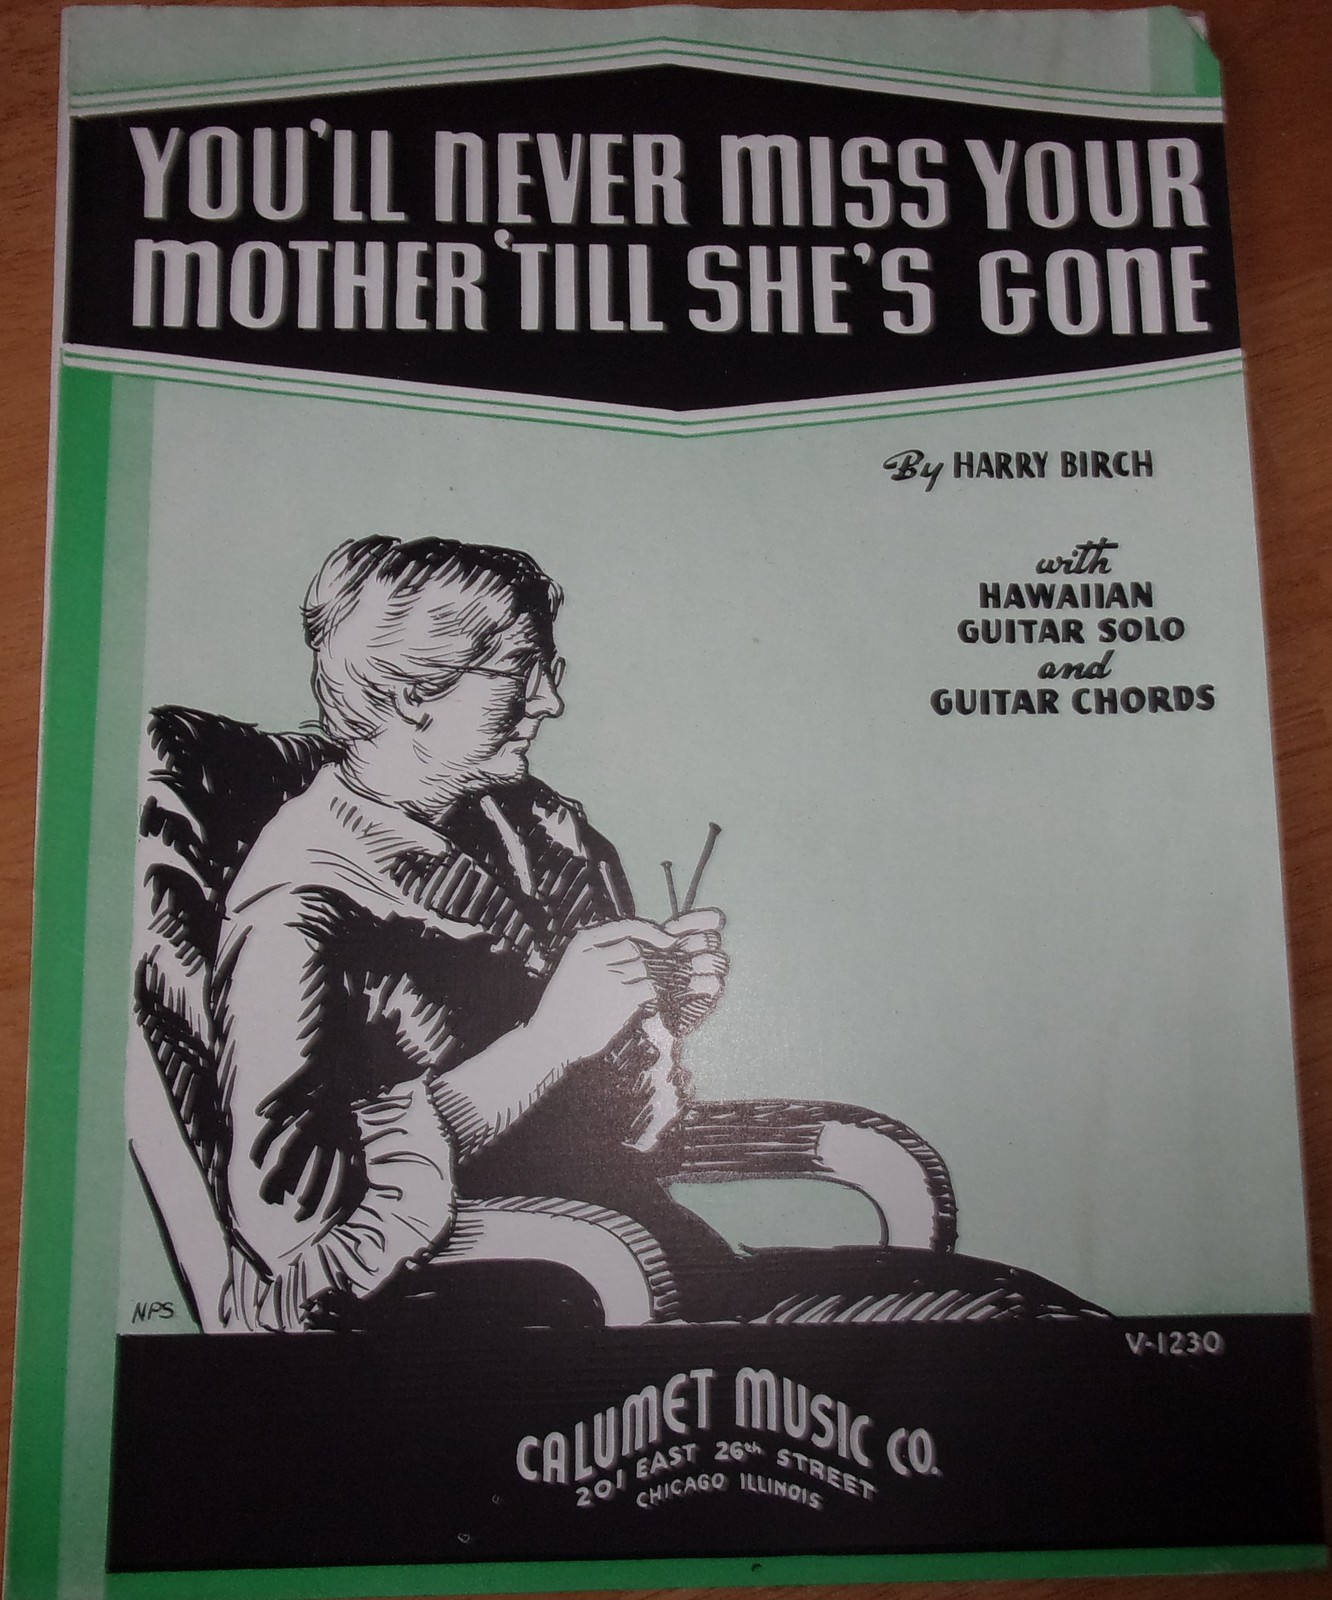 YOU'LL NEVER MISS YOUR
MOTHER 'TILL SHE'S GONE
By HARRY BIRCH
with
HAWAIIAN
GUITAR SOLO
and
GUITAR CHORDS
NPS
V-1230
CALUMET MUSIC CO.
201 EAST 26th STREET
CHICAGO ILLINOIS